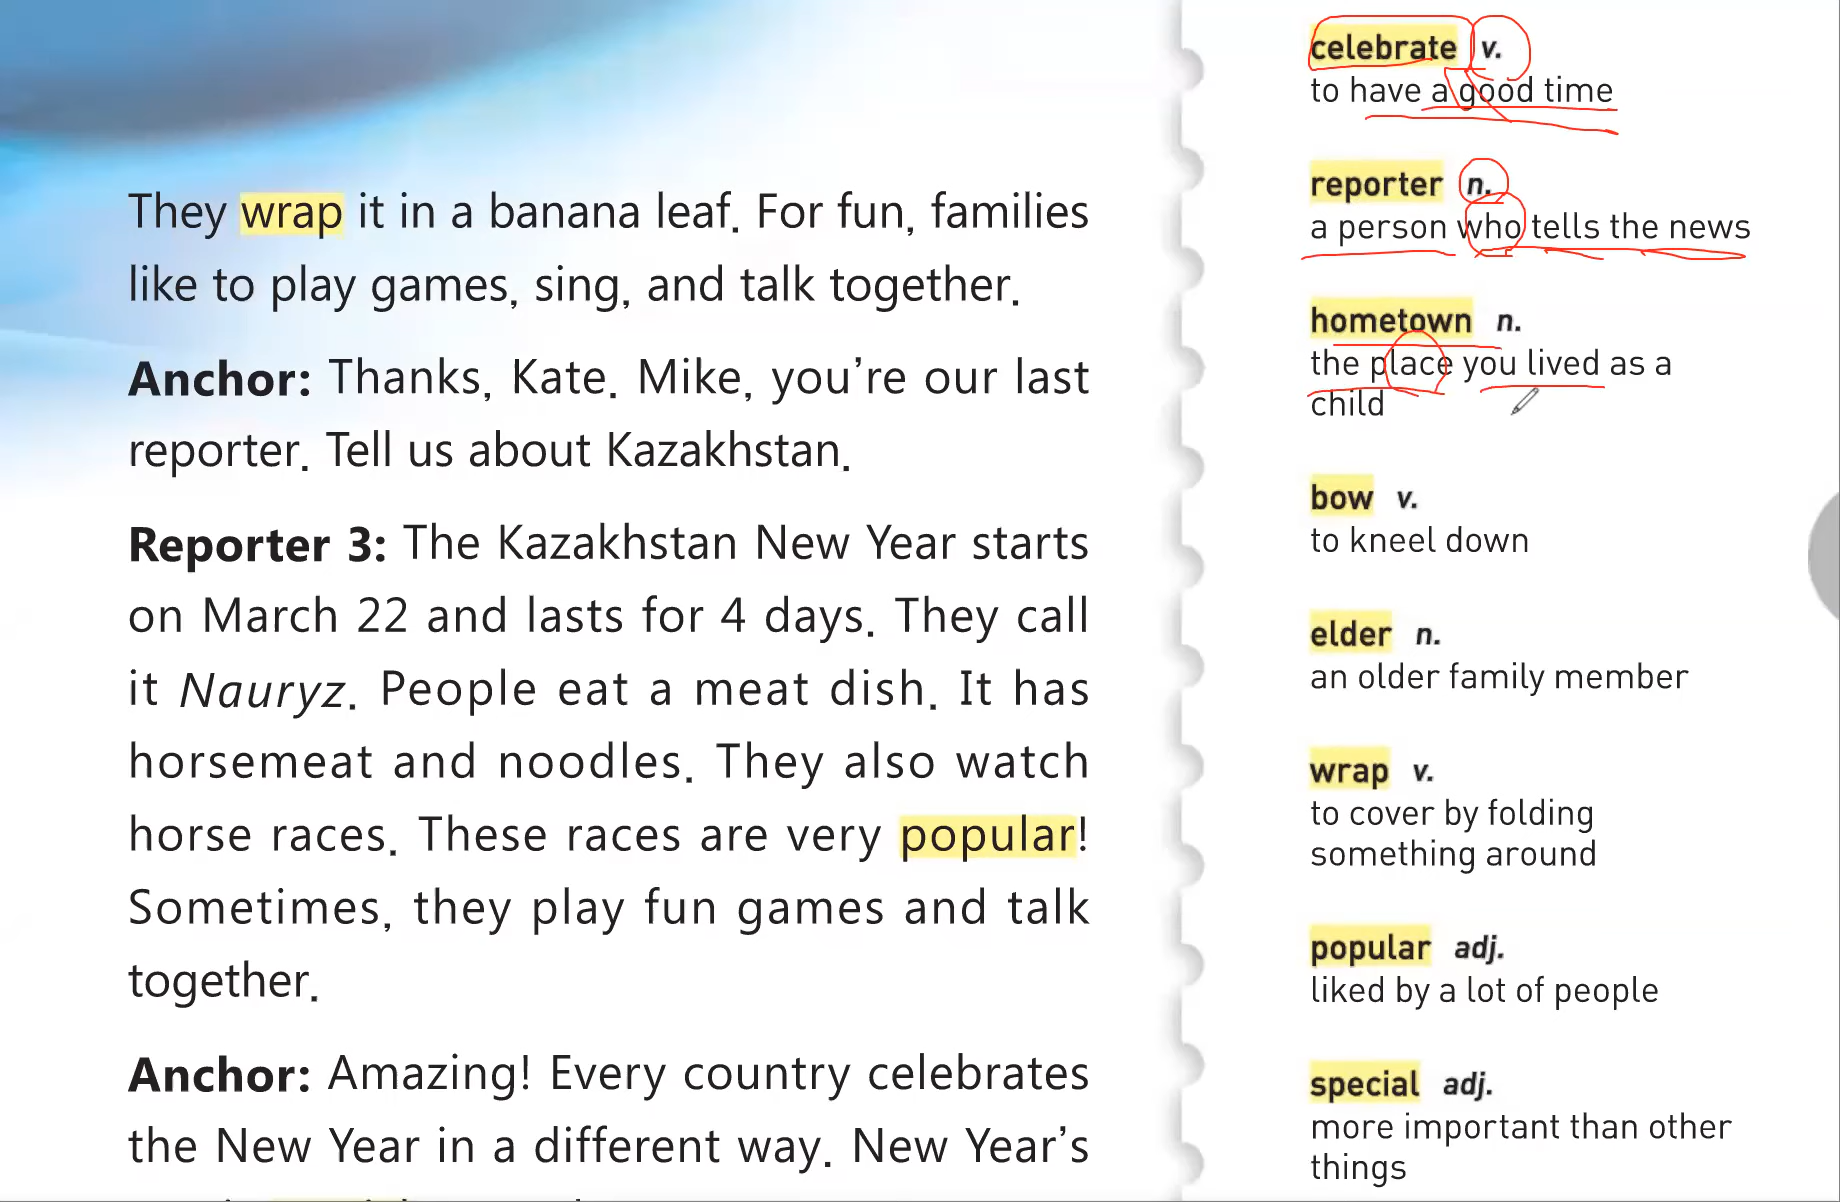 They wrap it in a banana leaf. For fun, families
like to play games, sing, and talk together.
Anchor: Thanks, Kate. Mike, you're our last
reporter. Tell us about Kazakhstan.
Reporter 3: The Kazakhstan New Year starts
on March 22 and lasts for 4 days. They call
it Nauryz. People eat a meat dish. It has
horsemeat and noodles. They also watch
horse races. These races are very popular!
Sometimes, they play fun games and talk
together.
Anchor: Amazing! Every country celebrates
the New Year in a different way. New Year's
celebrate v.
to have a good time
reporter n.
a person who tells the news
hometown n.
the place you lived as a
child
bow v.
to kneel down
elder n.
an older family member
wrap v.
to cover by folding
something around
popular adj.
liked by a lot of people
special adj.
more important than other
things